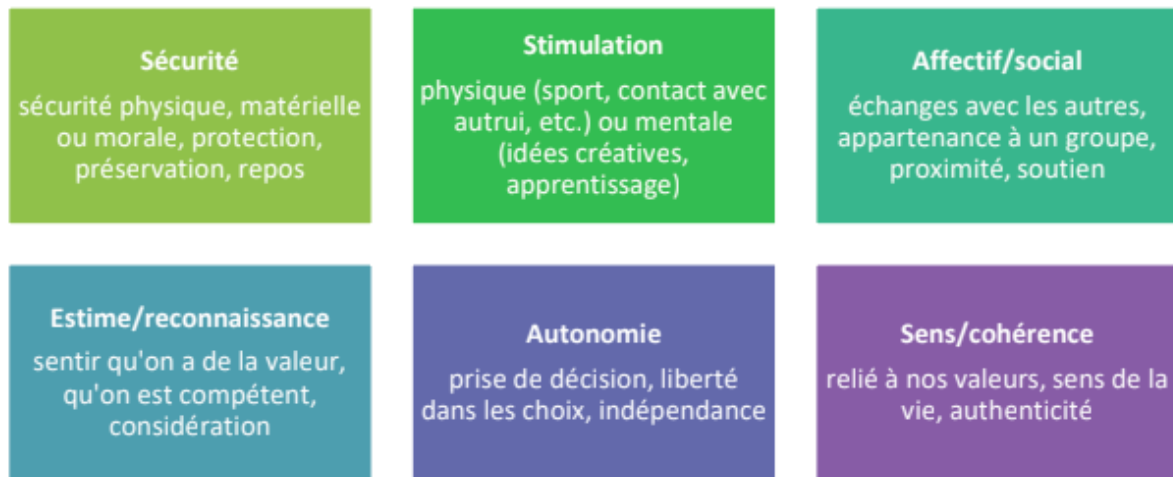 Sécurité
sécurité physique, matérielle
ou morale, protection,
préservation, repos
Stimulation
physique (sport, contact avec
autrui, etc.) ou mentale
(idées créatives,
apprentissage)
Affectif/social
échanges avec les autres,
appartenance à un groupe,
proximité, soutien
Estime/reconnaissance
sentir qu'on a de la valeur,
qu'on est compétent,
considération
Autonomie
prise de décision, liberté
dans les choix, indépendance
Sens/cohérence
relié à nos valeurs, sens de la
vie, authenticité